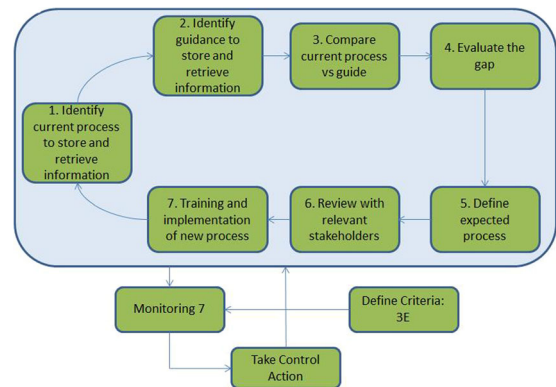 2. Identify
guidance to
store and
retrieve
information
3. Compare
current process
vs guide
4. Evaluate the
gap
1. Identify
current process
to store and
retrieve
information
7. Training and
implementation
of new process
6. Review with
relevant
stakeholders
5. Define
expected
process
Monitoring 7
Define Criteria:
3E
Take Control
Action